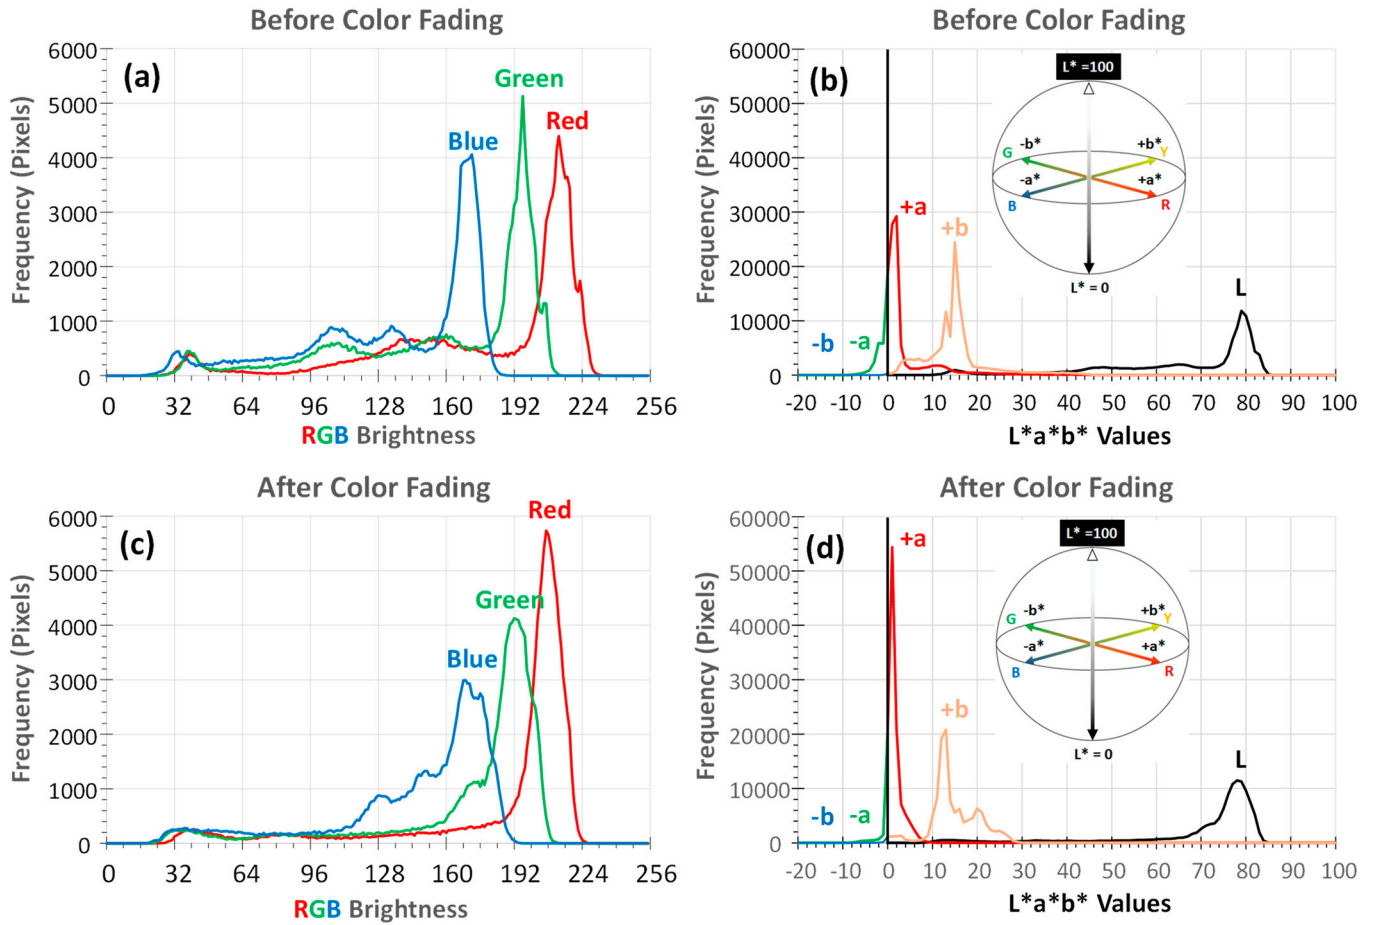 Before Color Fading
(a)
Frequency (Pixels)
6000
5000
4000
3000
2000
1000
0
Blue
Green
Red
0 32 64 96 128 160 192 224 256
RGB Brightness
Before Color Fading
(b)
Frequency (Pixels)
60000
50000
40000
30000
20000
10000
0
L* =100
G -b* +b* Y
-a* +a*
B R
L* = 0
+a
+b
L
-b -a
-20 -10 0 10 20 30 40 50 60 70 80 90 100
L*a*b* Values
After Color Fading
(c)
Frequency (Pixels)
6000
5000
4000
3000
2000
1000
0
Red
Green
Blue
0 32 64 96 128 160 192 224 256
RGB Brightness
After Color Fading
(d)
Frequency (Pixels)
60000
50000
40000
30000
20000
10000
0
L* =100
+a
G -b* +b* Y
-a* +a*
B R
L* = 0
+b
L
-b -a
-20 -10 0 10 20 30 40 50 60 70 80 90 100
L*a*b* Values